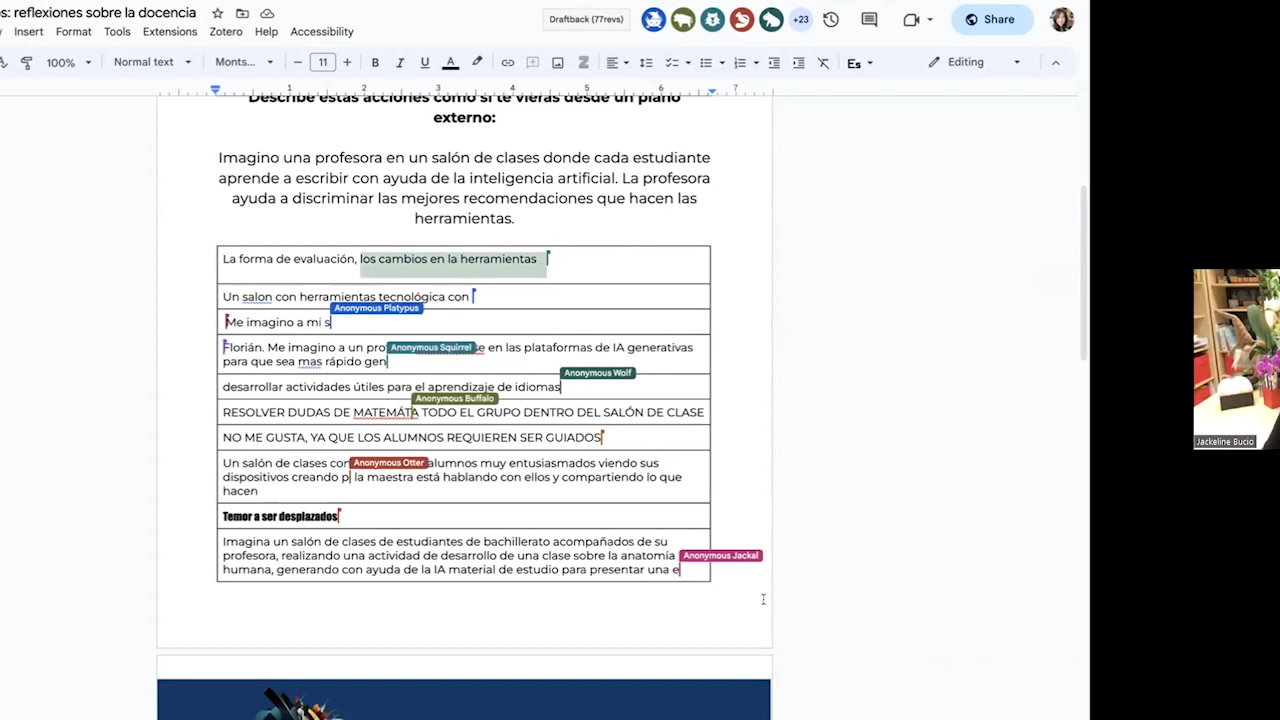 s: reflexiones sobre la docencia
Draftback (77revs)
+23
Share
Insert Format Tools Extensions Zotero Help Accessibility
100% Normal text Monts... 11 B I U A Es Editing
1 2 3 4 5 6 7
Describe estas acciones como si te vieras desde un plano
externo:
Imagino una profesora en un salón de clases donde cada estudiante
aprende a escribir con ayuda de la inteligencia artificial. La profesora
ayuda a discriminar las mejores recomendaciones que hacen las
herramientas.
La forma de evaluación, los cambios en la herramientas
Un salon con herramientas tecnológica con
Anonymous Platypus
Me imagino a mi s
Florián. Me imagino a un pro Anonymous Squirrel se en las plataformas de IA generativas
para que sea mas rápido gen
Anonymous Wolf
desarrollar actividades útiles para el aprendizaje de idiomas
Anonymous Buffalo
RESOLVER DUDAS DE MATEMÁTA TODO EL GRUPO DENTRO DEL SALÓN DE CLASE
NO ME GUSTA, YA QUE LOS ALUMNOS REQUIEREN SER GUIADOS
Un salón de clases con Anonymous Otter alumnos muy entusiasmados viendo sus
dispositivos creando p la maestra está hablando con ellos y compartiendo lo que
hacen
Temor a ser desplazados
Imagina un salón de clases de estudiantes de bachillerato acompañados de su
profesora, realizando una actividad de desarrollo de una clase sobre la anatomía
Anonymous Jackal
humana, generando con ayuda de la IA material de estudio para presentar una e
Jackeline Bucio